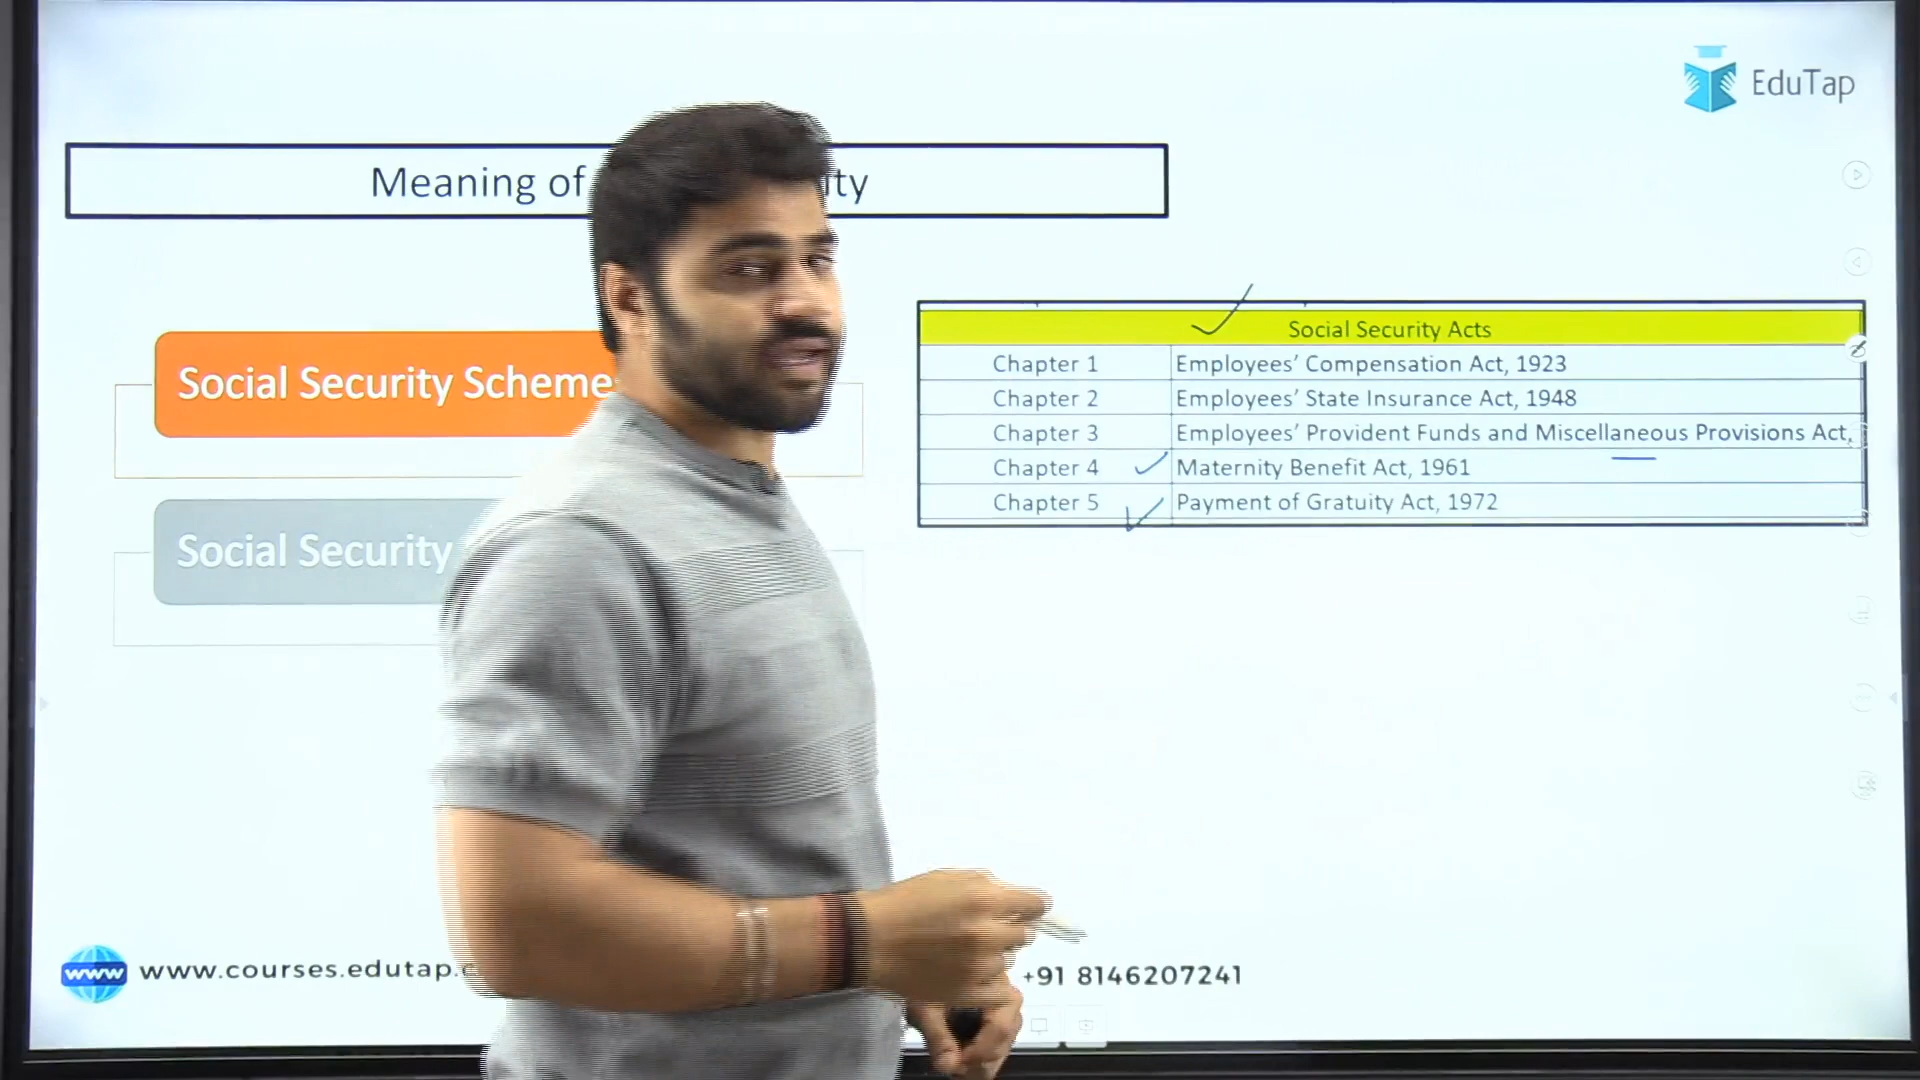 EduTap
Meaning of ity
Social Security Scheme
Social Security
Social Security Acts
Chapter 1 Employees' Compensation Act, 1923
Chapter 2 Employees' State Insurance Act, 1948
Chapter 3 Employees' Provident Funds and Miscellaneous Provisions Act,
Chapter 4 Maternity Benefit Act, 1961
Chapter 5 Payment of Gratuity Act, 1972
www www.courses.edutap.c
+91 8146207241